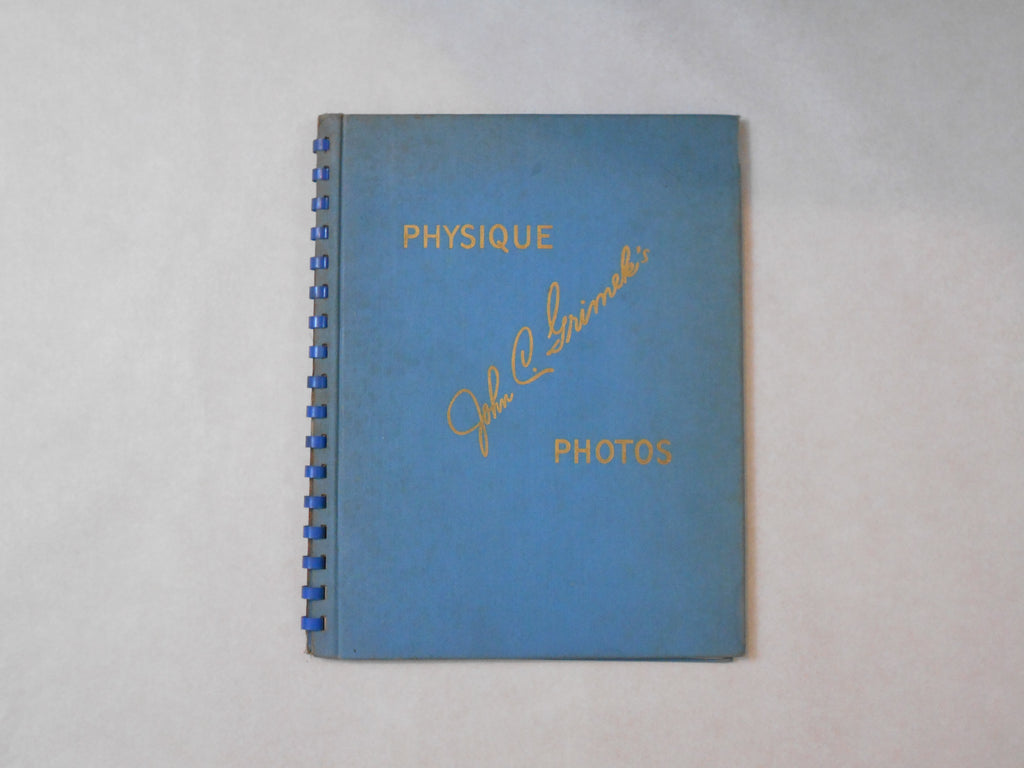 PHYSIQUE
John C. Grimek's
PHOTOS